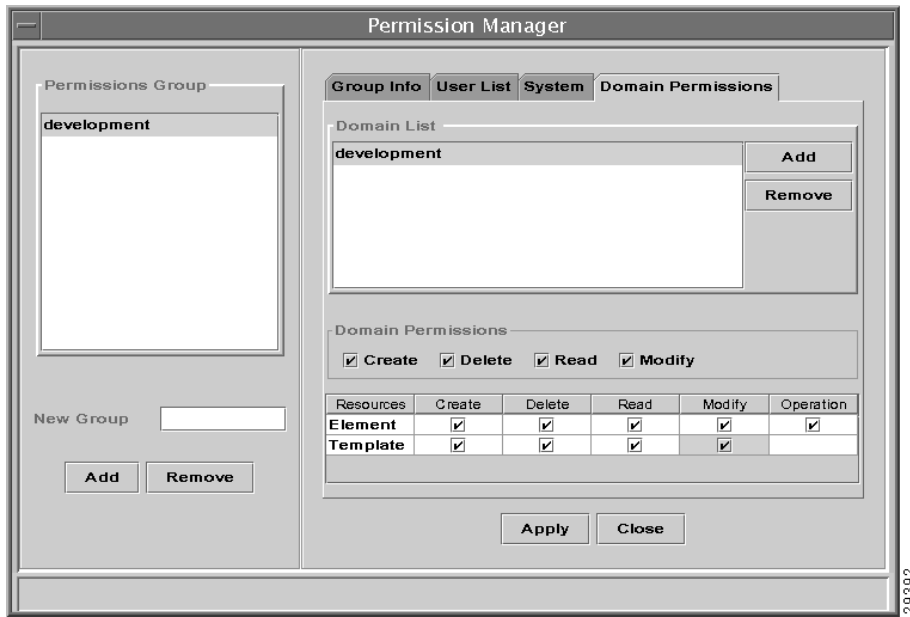 Permission Manager
Permissions Group
development
New Group
Add Remove
Group Info User List System Domain Permissions
Domain List
development
Add
Remove
Domain Permissions
Create Delete Read Modify
Resources Create Delete Read Modify Operation
Element
Template
Apply Close
29392